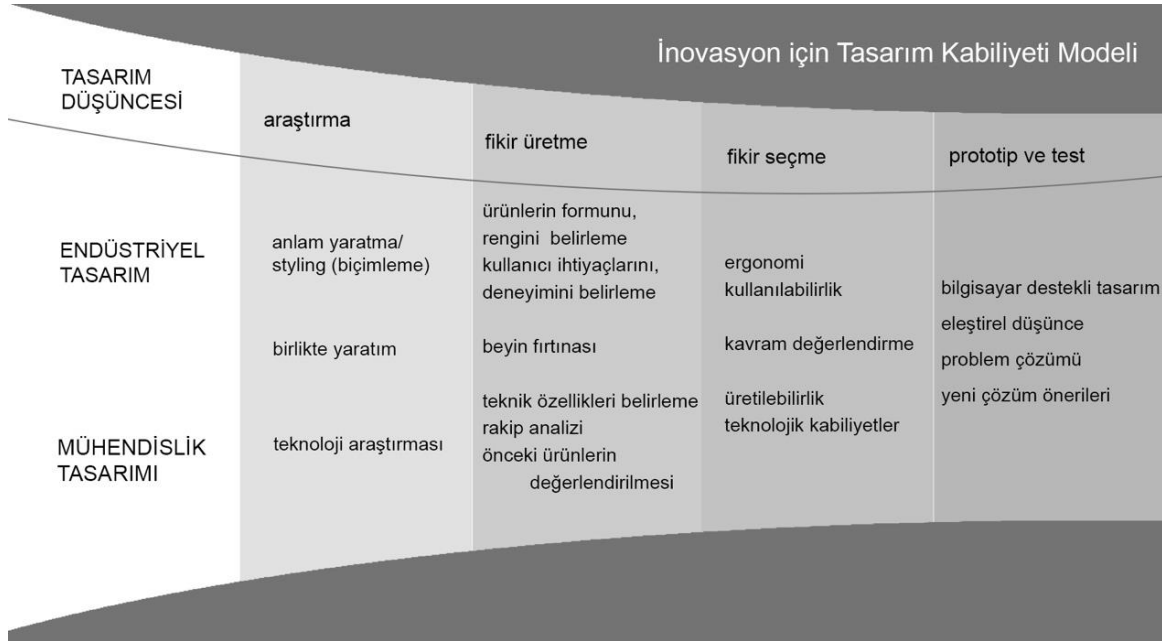 İnovasyon için Tasarım Kabiliyeti Modeli
TASARIM
DÜŞÜNCESİ
araştırma
fikir üretme
fikir seçme
prototip ve test
ENDÜSTRİYEL
TASARIM
anlam yaratma/
styling (biçimleme)
ürünlerin formunu,
rengini belirleme
kullanıcı ihtiyaçlarını,
deneyimini belirleme
ergonomi
kullanılabilirlik
bilgisayar destekli tasarım
eleştirel düşünce
problem çözümü
yeni çözüm önerileri
birlikte yaratım
beyin fırtınası
kavram değerlendirme
MÜHENDİSLİK
TASARIMI
teknoloji araştırması
teknik özellikleri belirleme
rakip analizi
önceki ürünlerin
değerlendirilmesi
üretilebilirlik
teknolojik kabiliyetler